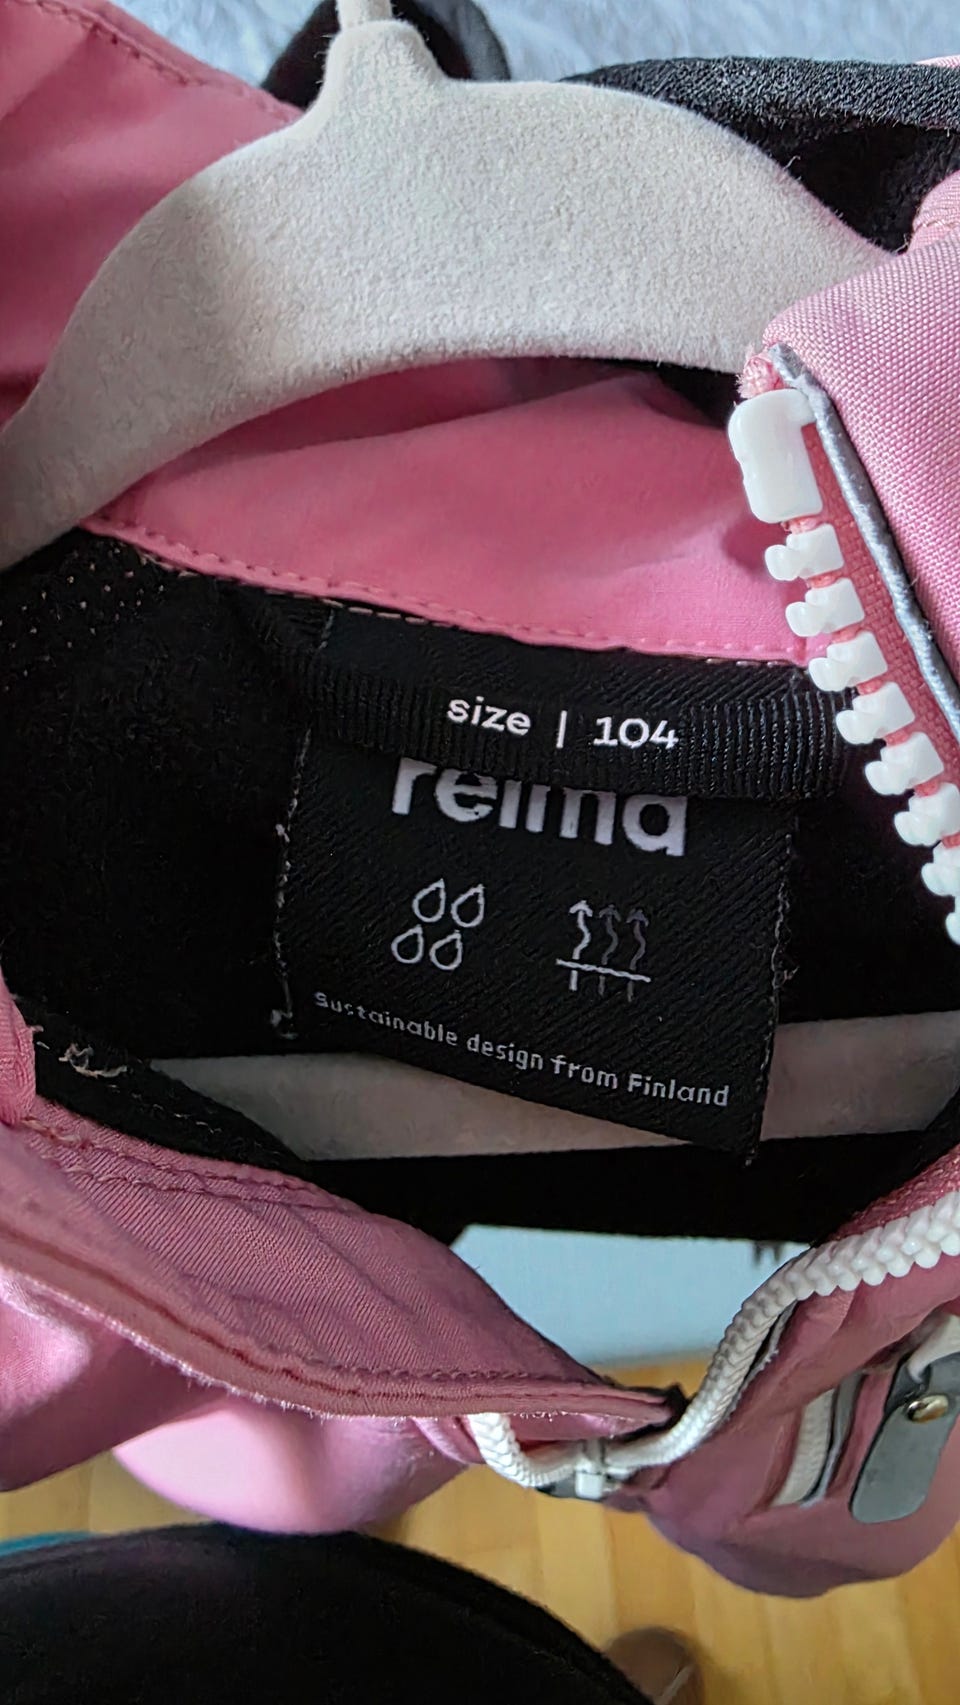 size | 104
reima
Sustainable design from Finland